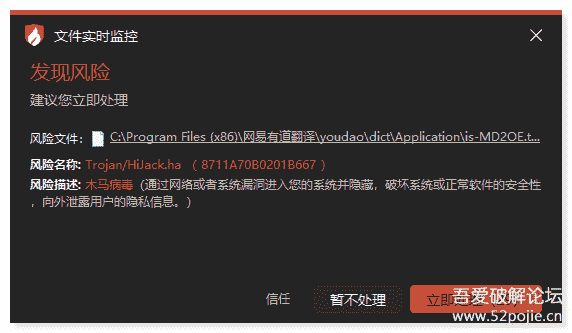 文件实时监控
发现风险
建议您立即处理
风险文件: C:\Program Files (x86)\网易有道翻译\youdao\dict\Application\is-MD2OE.t...
风险名称: Trojan/HiJack.ha （ 8711A70B0201B667 ）
风险描述: 木马病毒 (通过网络或者系统漏洞进入您的系统并隐藏，破坏系统或正常软件的安全性
，向外泄露用户的隐私信息。)
信任 暂不处理 立即
吾爱破解论坛
www.52pojie.cn